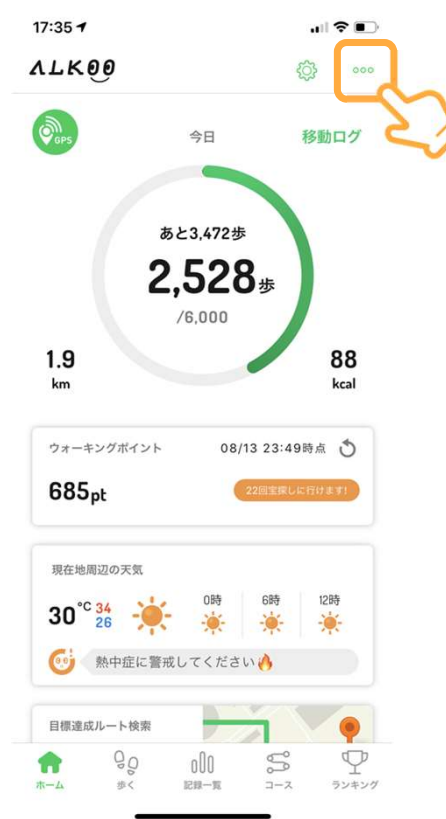 17:35
ALKOO
GPS
今日
移動ログ
あと3,472歩
2,528歩
/6,000
1.9
km
88
kcal
ウォーキングポイント
08/13 23:49時点
685pt
22回宝探しに行けます!
現在地周辺の天気
30℃
34
26
0時
6時
12時
熱中症に警戒してください🔥
目標達成ルート検索
ホーム
歩く
記録一覧
コース
ランキング